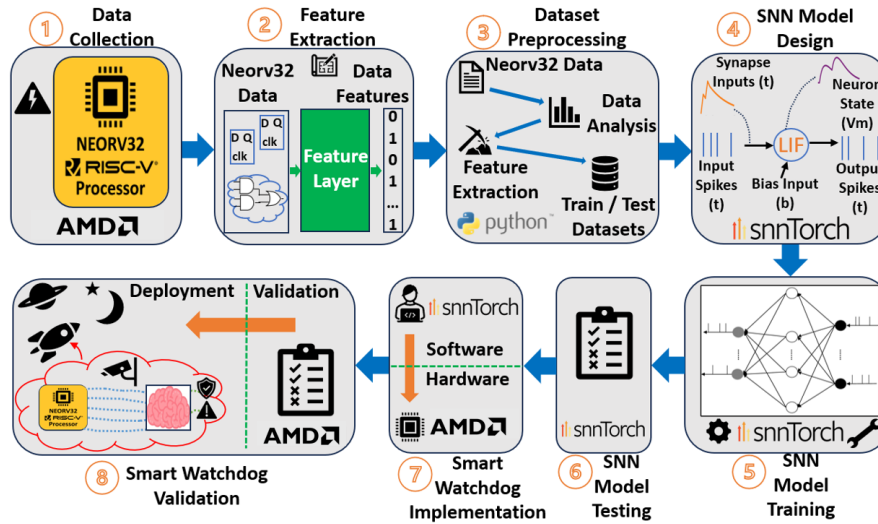 1 Data
Collection
NEORV32
RISC-V®
Processor
AMD
2 Feature
Extraction
Neorv32
Data
Data
Features
D Q
clk
D Q
clk
Feature
Layer
0
1
0
1
...
1
3 Dataset
Preprocessing
Neorv32 Data
Data
Analysis
Feature
Extraction
Train / Test
Datasets
python™
4 SNN Model
Design
Synapse
Inputs (t)
Neuron
State
(Vm)
LIF
Input
Spikes
(t)
Bias Input
(b)
Output
Spikes
(t)
snnTorch
Deployment
Validation
NEORV32
RISC-V®
Processor
AMD
8 Smart Watchdog
Validation
snnTorch
Software
Hardware
AMD
7 Smart
Watchdog
Implementation
snnTorch
6 SNN
Model
Testing
snnTorch
5 SNN
Model
Training